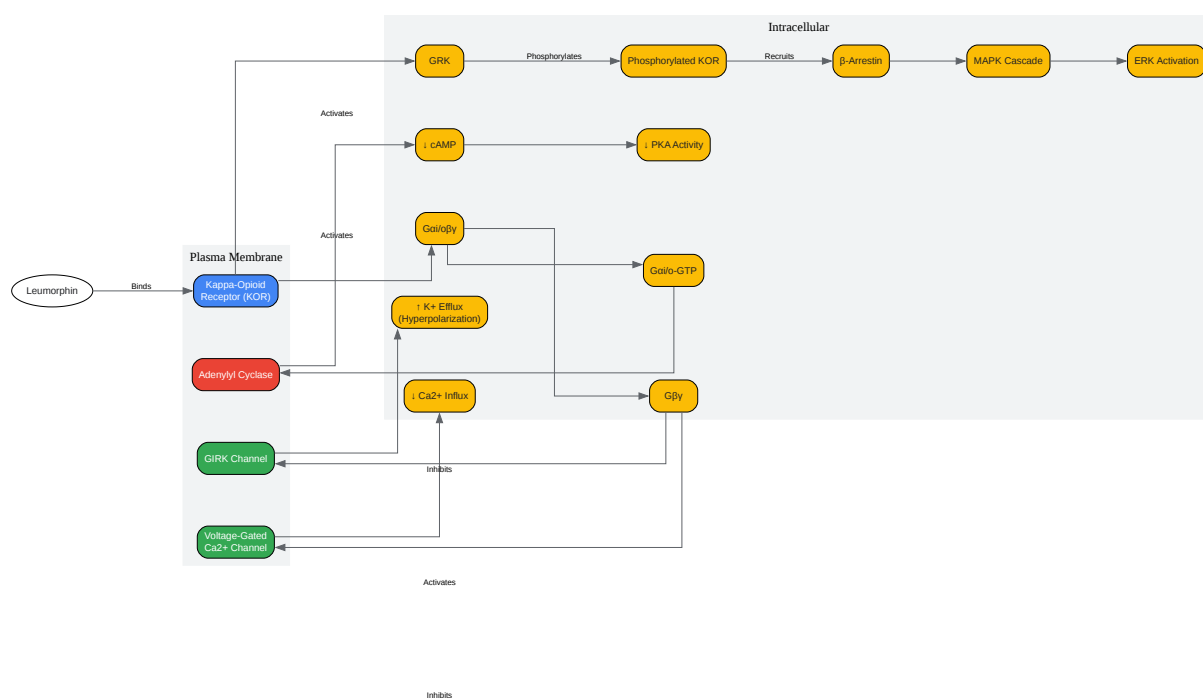 Intracellular
GRK
Phosphorylates
Phosphorylated KOR
Recruits
β-Arrestin
MAPK Cascade
ERK Activation
Activates
↓ cAMP
↓ PKA Activity
Activates
Gαi/oβγ
Gαi/o-GTP
Plasma Membrane
Leumorphin
Binds
Kappa-Opioid
Receptor (KOR)
↑ K+ Efflux
(Hyperpolarization)
Adenylyl Cyclase
↓ Ca2+ Influx
Gβγ
GIRK Channel
Inhibits
Voltage-Gated
Ca2+ Channel
Activates
Inhibits